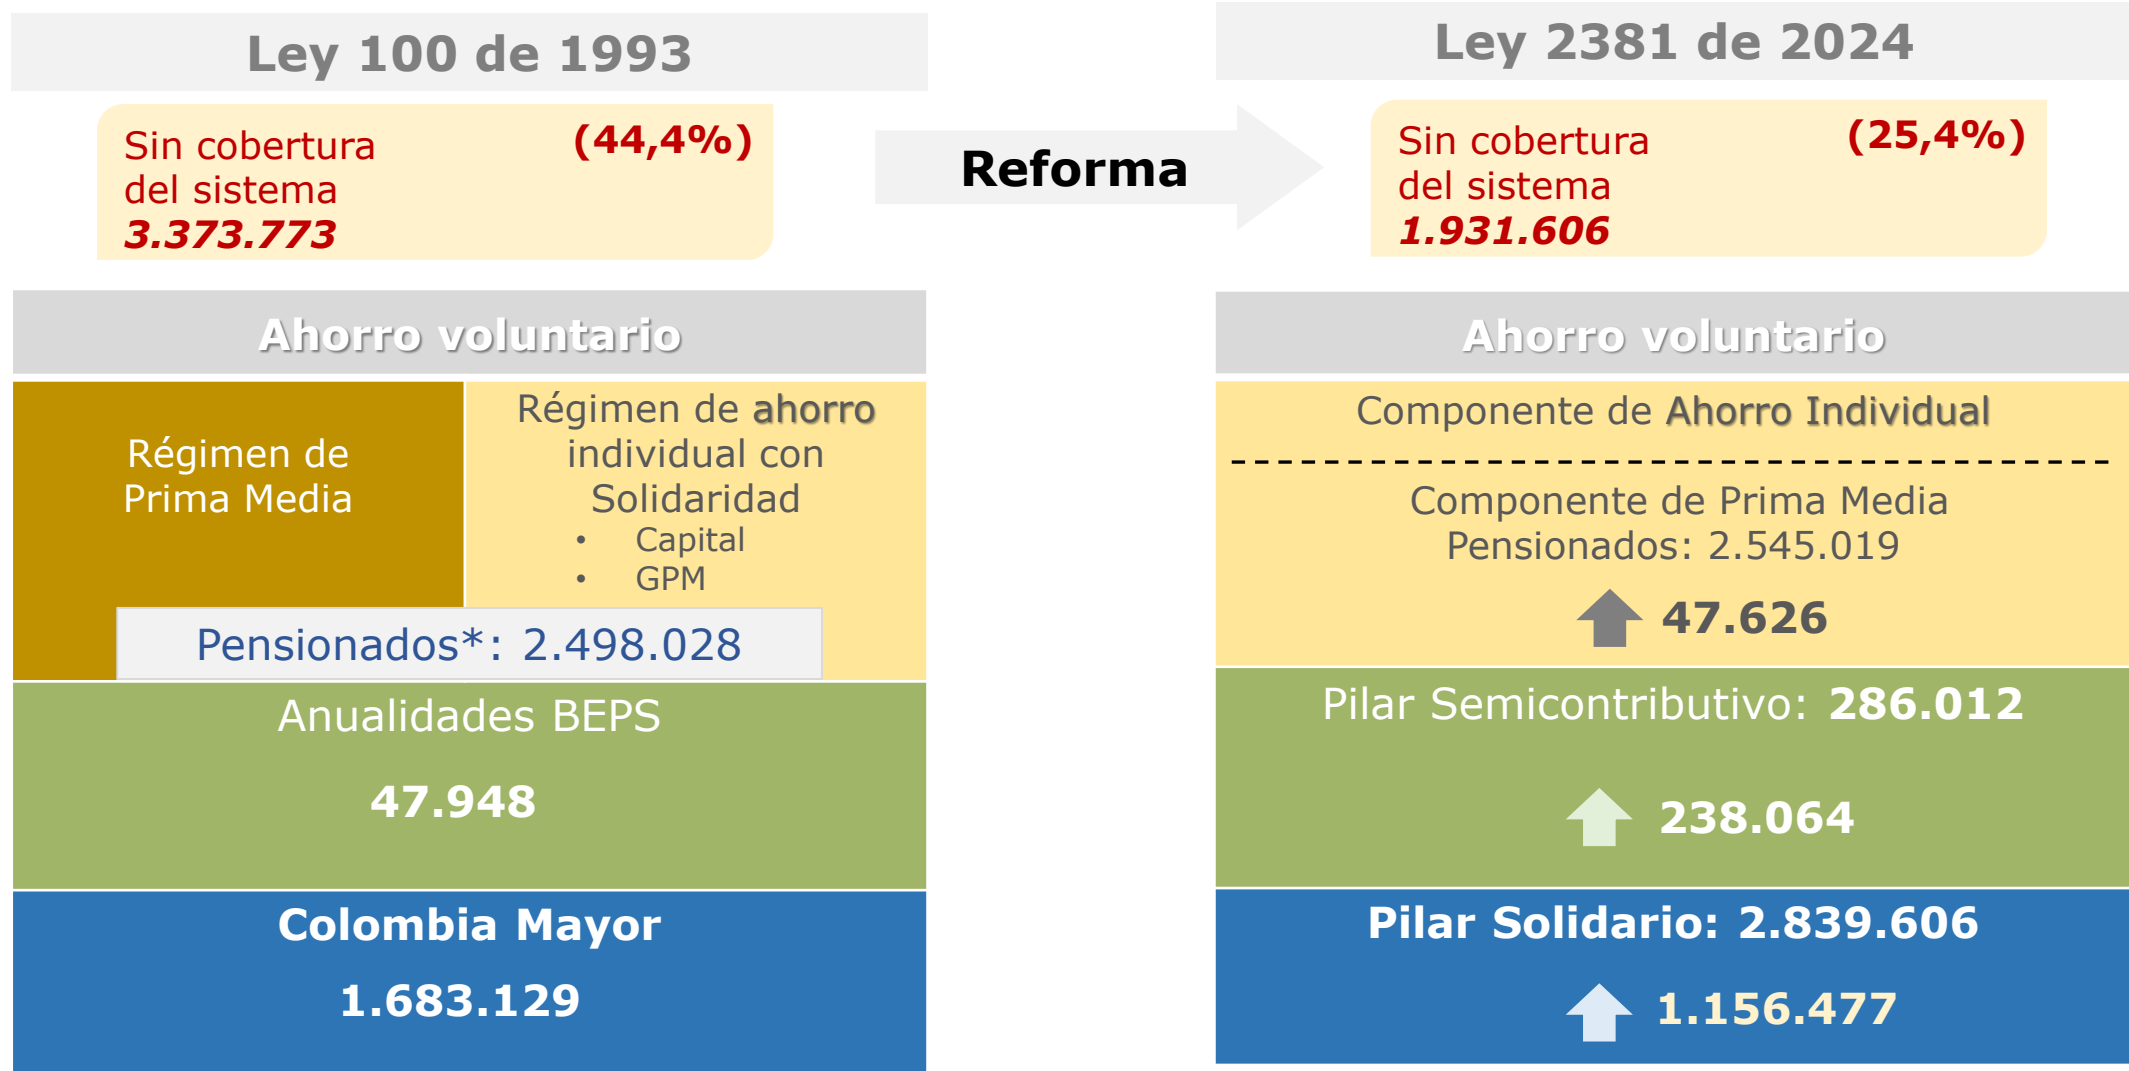 Ley 100 de 1993
Sin cobertura
del sistema
3.373.773
(44,4%)
Ahorro voluntario
Régimen de
Prima Media
Régimen de ahorro
individual con
Solidaridad
• Capital
• GPM
Pensionados*: 2.498.028
Anualidades BEPS
47.948
Colombia Mayor
1.683.129
Reforma
Ley 2381 de 2024
Sin cobertura
del sistema
1.931.606
(25,4%)
Ahorro voluntario
Componente de Ahorro Individual
Componente de Prima Media
Pensionados: 2.545.019
47.626
Pilar Semicontributivo: 286.012
238.064
Pilar Solidario: 2.839.606
1.156.477